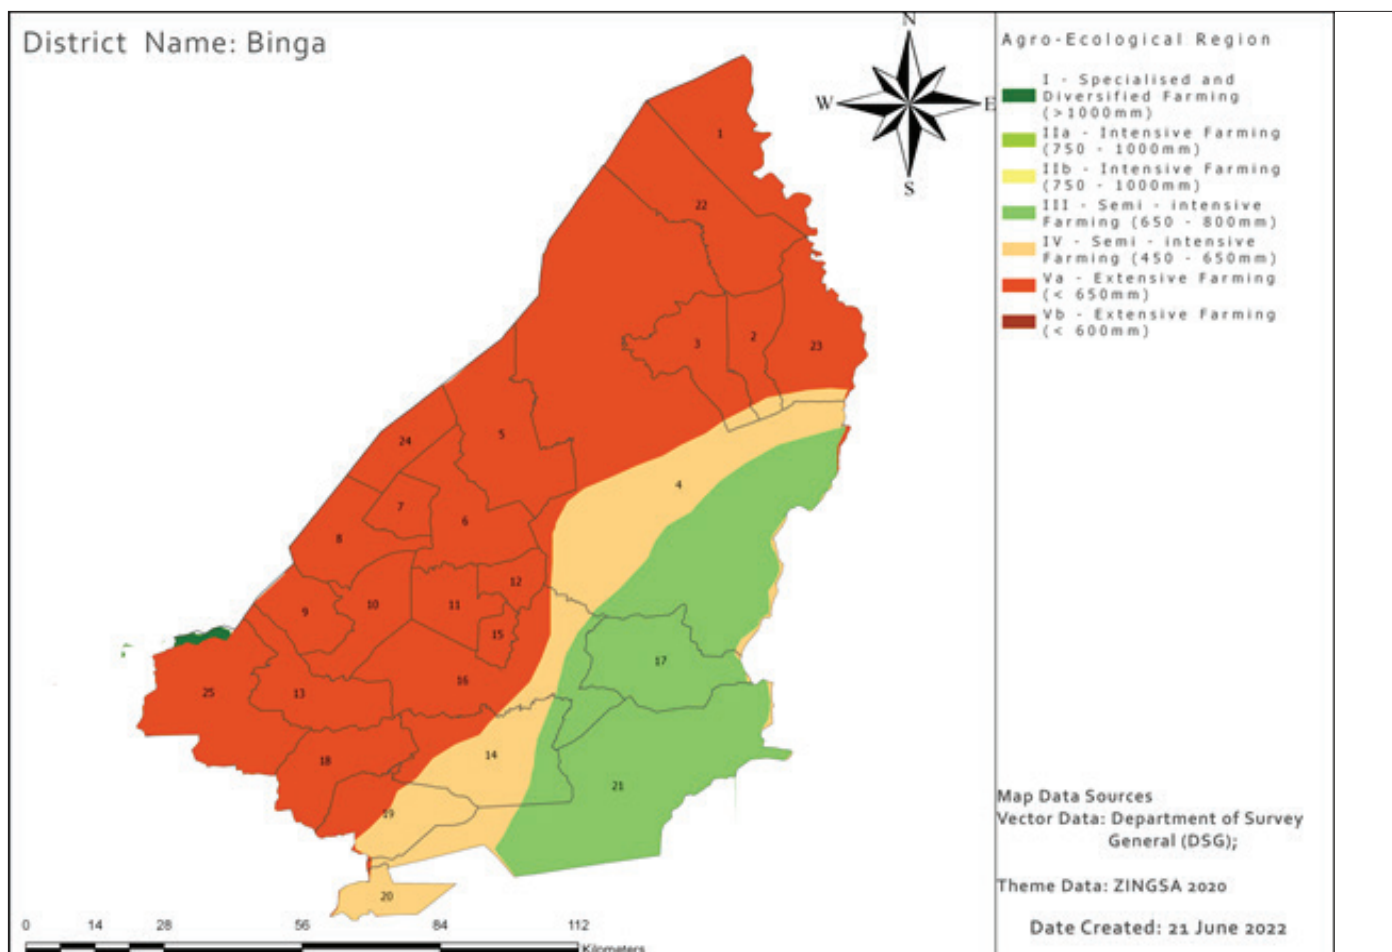 District Name: Binga
N
W
E
S
Agro-Ecological Region
I - Specialised and
Diversified Farming
(>1000mm)
IIa - Intensive Farming
(750 - 1000mm)
IIb - Intensive Farming
(750 - 1000mm)
III - Semi - intensive
Farming (650 - 800mm)
IV - Semi - intensive
Farming (450 - 650mm)
Va - Extensive Farming
(< 650mm)
Vb - Extensive Farming
(< 600mm)
1
22
3
2
23
5
24
4
7
6
8
12
11
10
9
15
17
16
25
13
14
18
21
19
20
Map Data Sources
Vector Data: Department of Survey
General (DSG);
Theme Data: ZINGSA 2020
Date Created: 21 June 2022
0 14 28 56 84 112
Kilometers